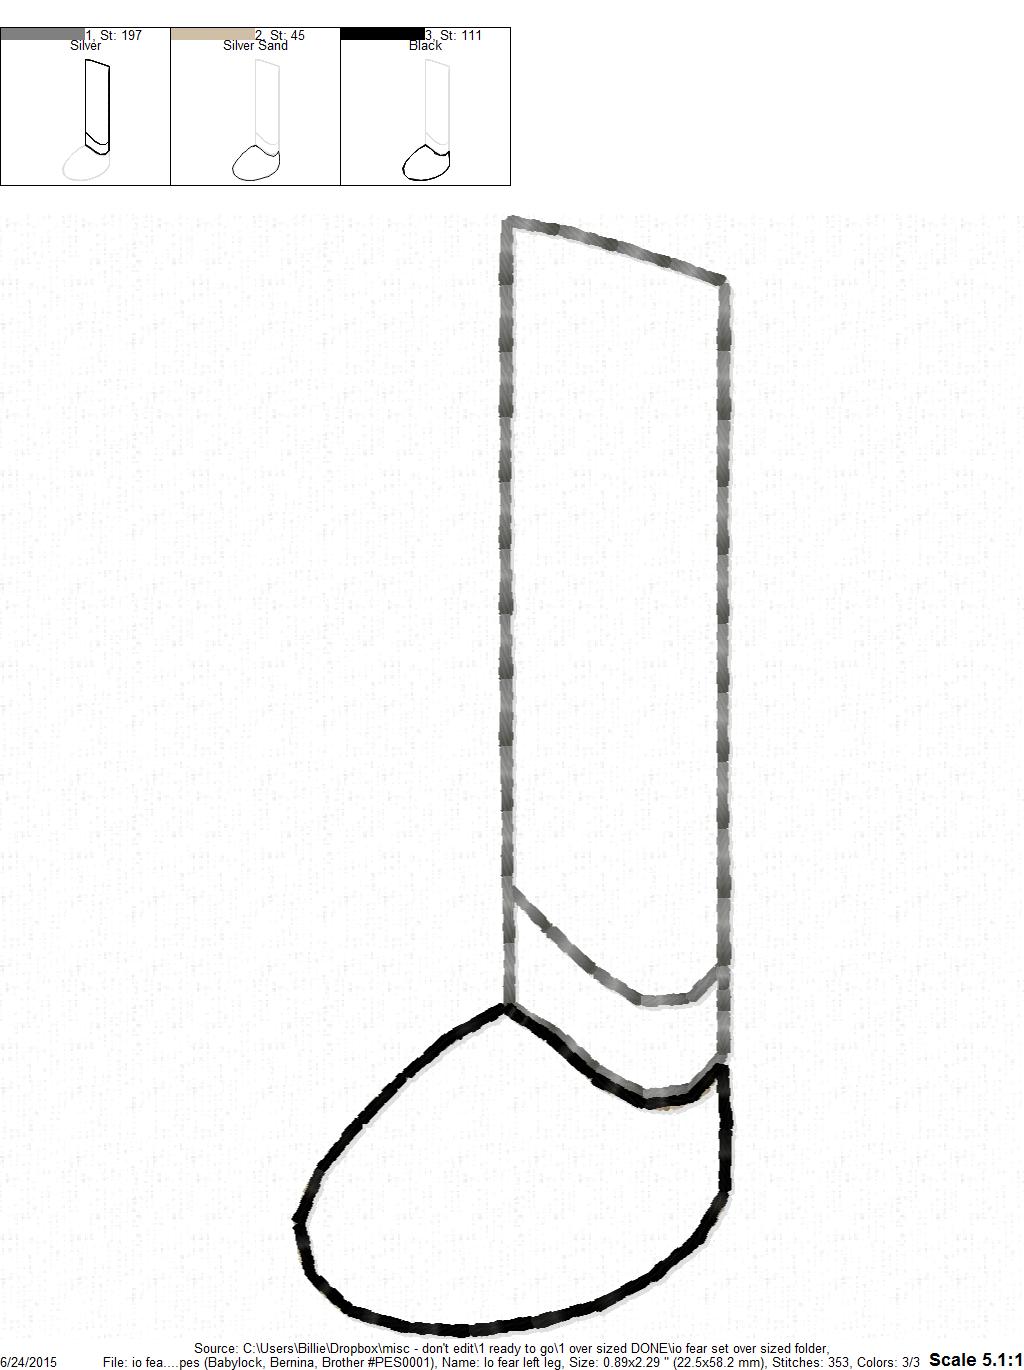 1, St: 197
Silver
2, St: 45
Silver Sand
3, St: 111
Black
Source: C:\Users\Billie\Dropbox\misc - don't edit\1 ready to go\1 over sized DONE\io fear set over sized folder,
6/24/2015 File: io fea....pes (Babylock, Bernina, Brother #PES0001), Name: Io fear left leg, Size: 0.89x2.29 " (22.5x58.2 mm), Stitches: 353, Colors: 3/3 Scale 5.1:1